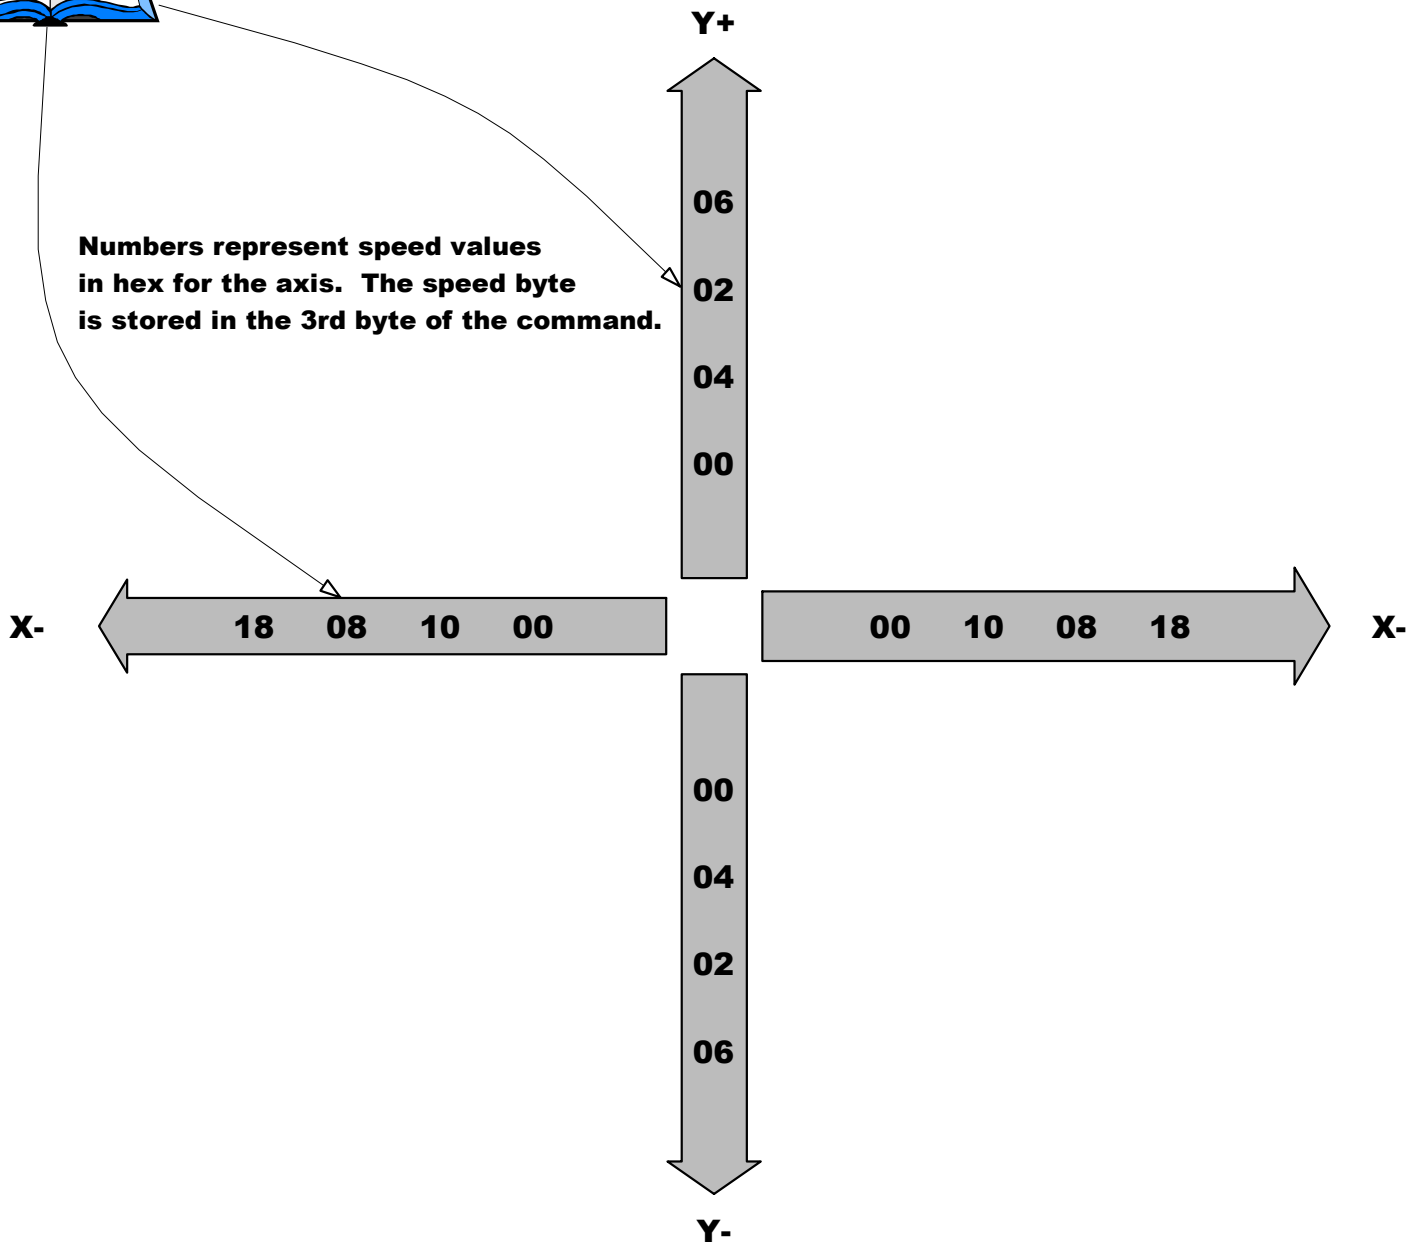 Y+
06
Numbers represent speed values
in hex for the axis. The speed byte
is stored in the 3rd byte of the command.
02
04
00
X- 18 08 10 00 00 10 08 18 X-
00
04
02
06
Y-